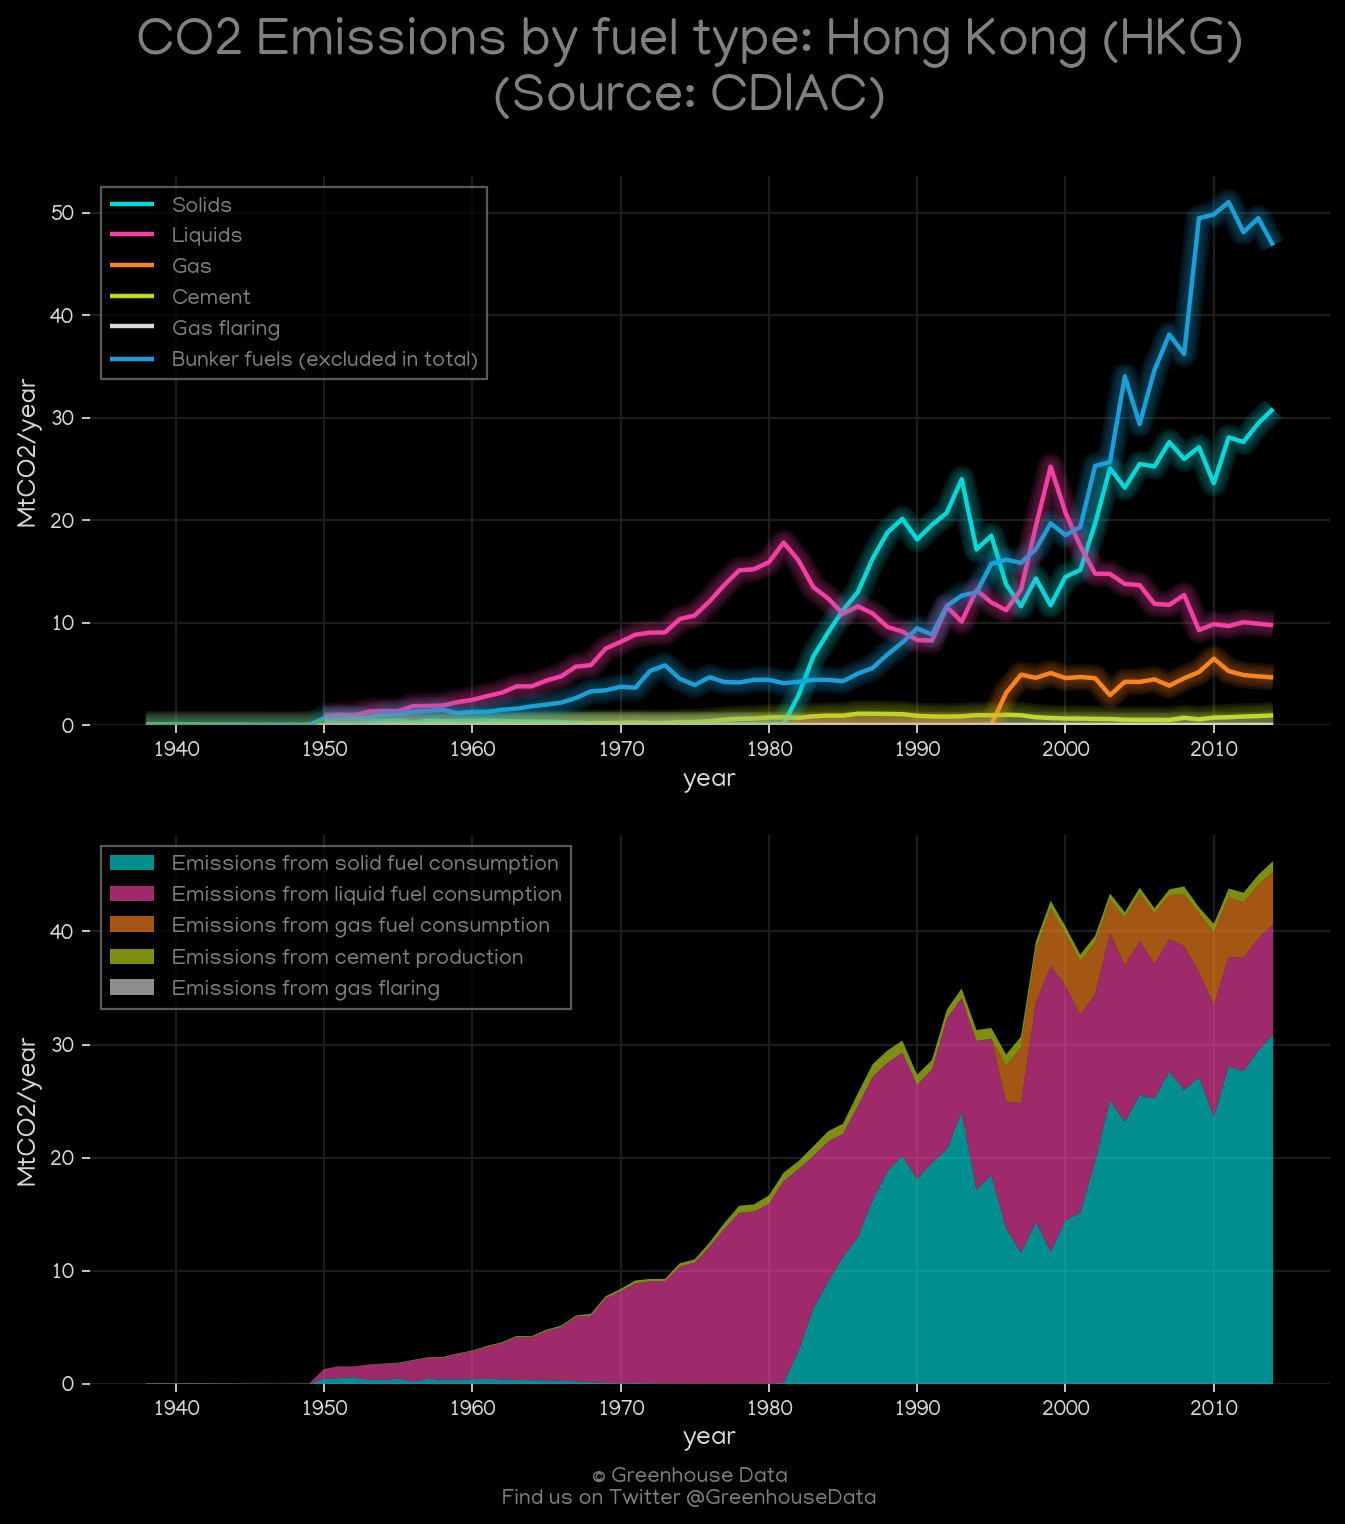 CO2 Emissions by fuel type: Hong Kong (HKG)
(Source: CDIAC)
Solids
Liquids
Gas
Cement
Gas flaring
Bunker fuels (excluded in total)
MtCO2/year
50
40
30
20
10
0
1940 1950 1960 1970 1980 1990 2000 2010
year
Emissions from solid fuel consumption
Emissions from liquid fuel consumption
Emissions from gas fuel consumption
Emissions from cement production
Emissions from gas flaring
MtCO2/year
40
30
20
10
0
1940 1950 1960 1970 1980 1990 2000 2010
year
© Greenhouse Data
Find us on Twitter @GreenhouseData